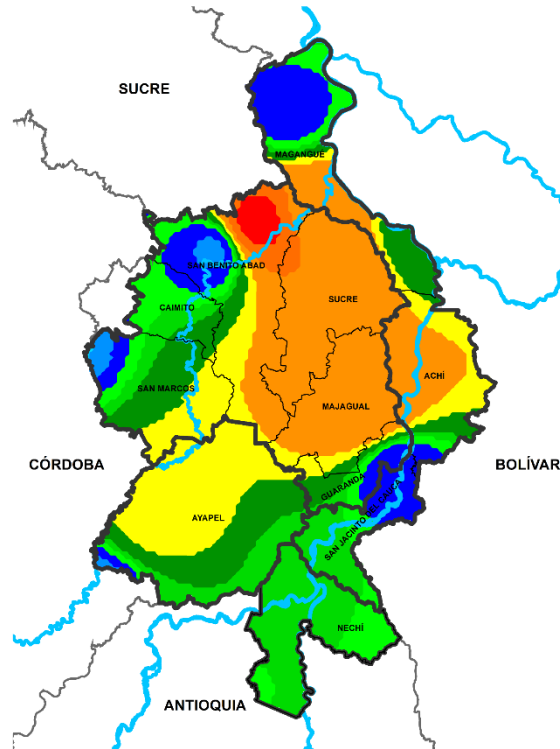 SUCRE
MAGANGUE
SAN BENITO ABAD
SUCRE
CAIMITO
ACHÍ
SAN MARCOS
MAJAGUAL
CÓRDOBA
BOLÍVAR
GUARANDA
AYAPEL
SAN JACINTO DEL CAUCA
NECHÍ
ANTIOQUIA